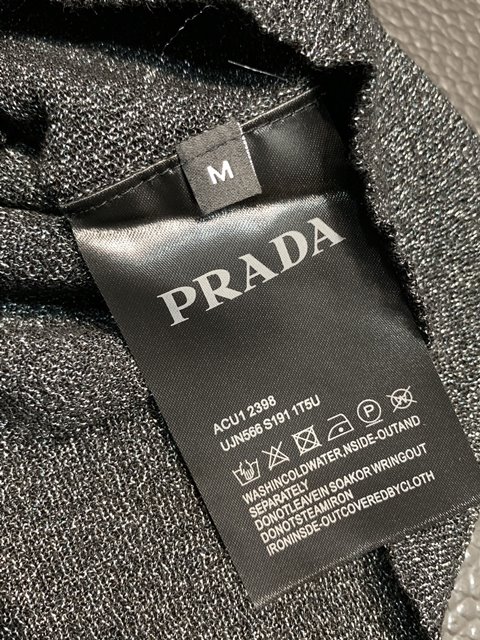 M
PRADA
ACU1 2398
UJN566 S191 1T5U
P
WASHINCOLDWATER,NSIDE-OUTAND
SEPARATELY
DONOTLEAVEIN SOAKOR WRINGOUT
DONOTSTEAMIRON
IRONINSDE-OUTCOVEREDBYCLOTH